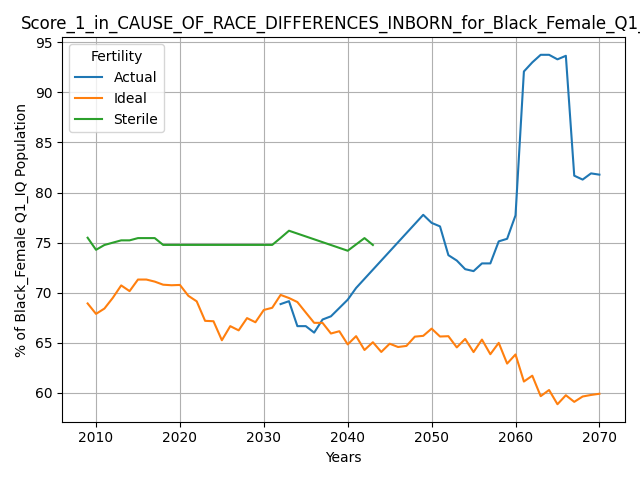 Score_1_in_CAUSE_OF_RACE_DIFFERENCES_INBORN_for_Black_Female_Q1_
Fertility
Actual
Ideal
Sterile
% of Black_Female Q1_IQ Population
95
90
85
80
75
70
65
60
2010 2020 2030 2040 2050 2060 2070
Years